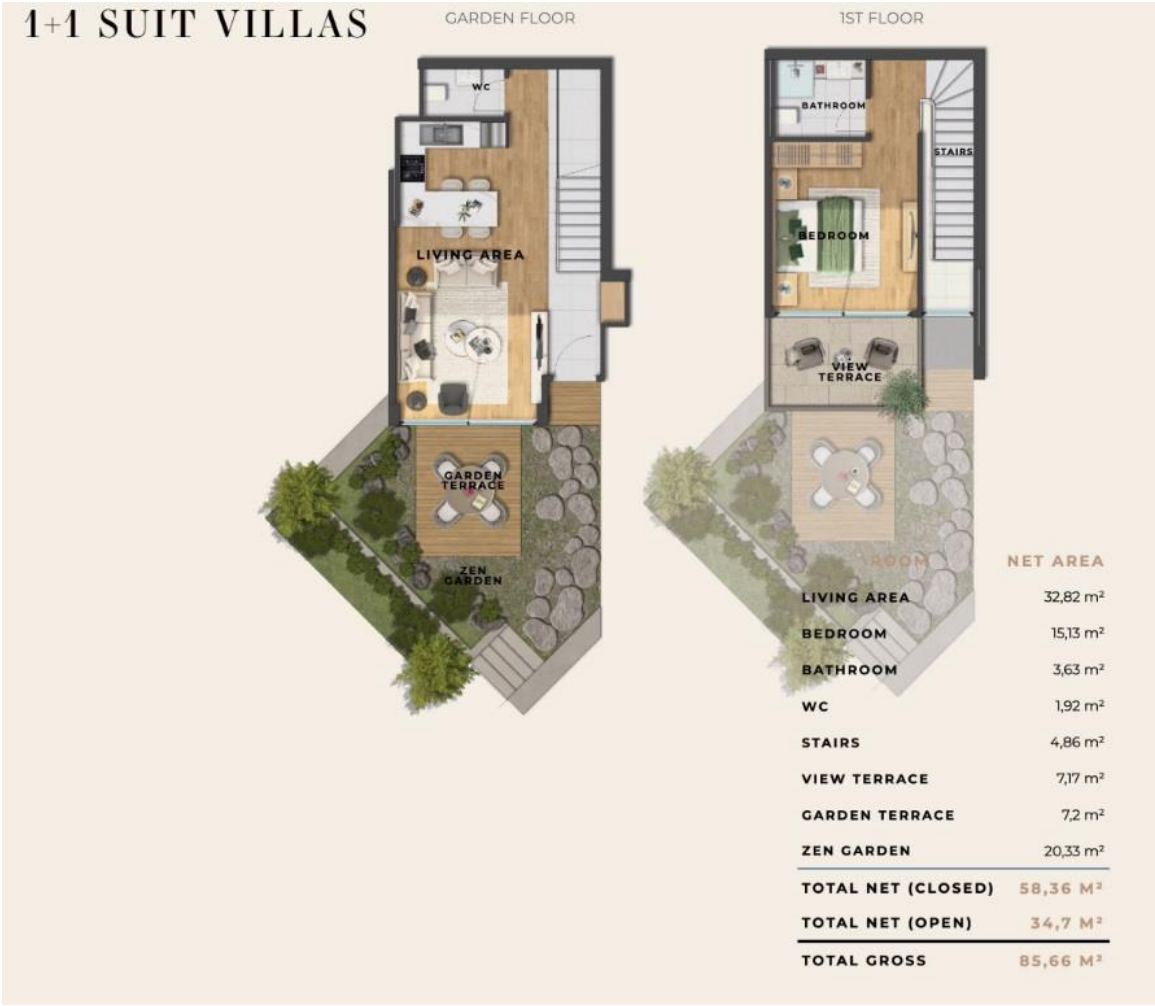 1+1 SUIT VILLAS
GARDEN FLOOR
1ST FLOOR
WC
LIVING AREA
GARDEN
TERRACE
ZEN
GARDEN
BATHROOM
STAIRS
BEDROOM
VIEW
TERRACE
ROOM NET AREA
LIVING AREA 32,82 m²
BEDROOM 15,13 m²
BATHROOM 3,63 m²
WC 1,92 m²
STAIRS 4,86 m²
VIEW TERRACE 7,17 m²
GARDEN TERRACE 7,2 m²
ZEN GARDEN 20,33 m²
TOTAL NET (CLOSED) 58,36 M²
TOTAL NET (OPEN) 34,7 M²
TOTAL GROSS 85,66 M²